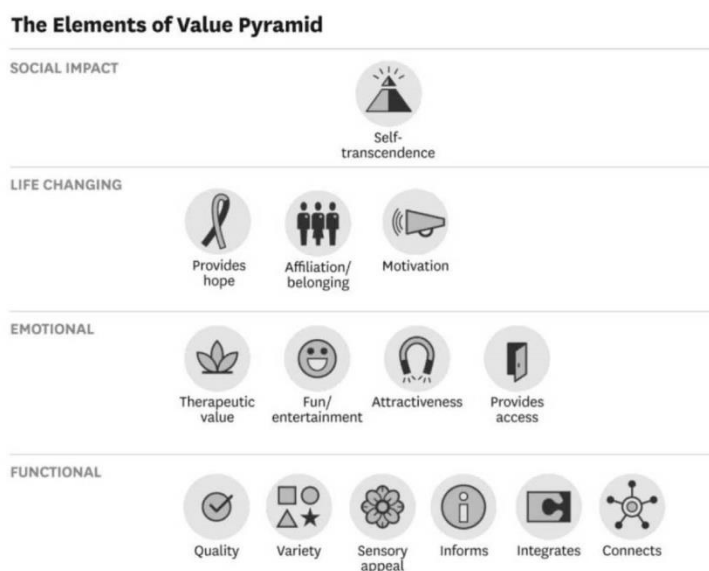 The Elements of Value Pyramid
SOCIAL IMPACT
Self-
transcendence
LIFE CHANGING
Provides
hope
Affiliation/
belonging
Motivation
EMOTIONAL
Therapeutic
value
Fun/
entertainment
Attractiveness
Provides
access
FUNCTIONAL
Quality
Variety
Sensory
appeal
Informs
Integrates
Connects